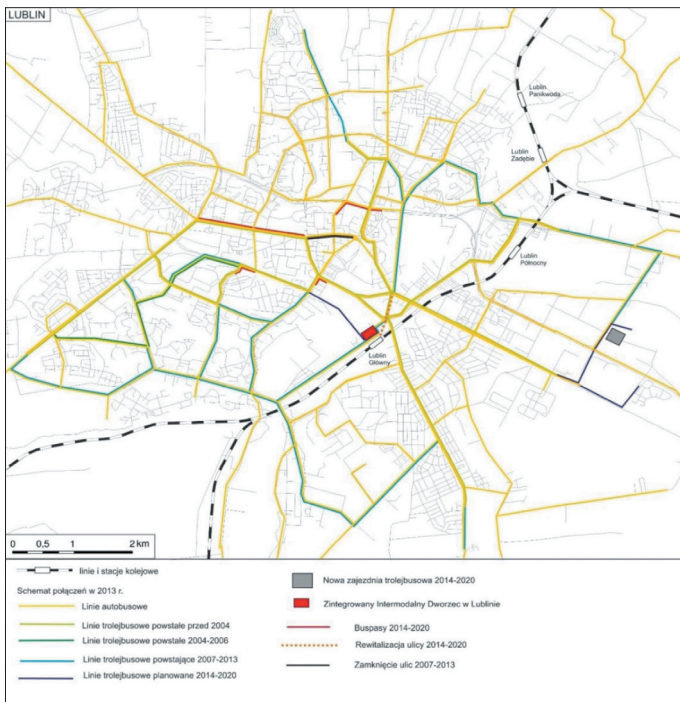 LUBLIN
Lublin
Ponikwoda
Lublin
Zadębie
Lublin
Północny
Lublin
Główny
0 0,5 1 2 km
linie i stacje kolejowe
Schemat połączeń w 2013 r.
Linie autobusowe
Linie trolejbusowe powstałe przed 2004
Linie trolejbusowe powstałe 2004-2006
Linie trolejbusowe powstające 2007-2013
Linie trolejbusowe planowane 2014-2020
Nowa zajezdnia trolejbusowa 2014-2020
Zintegrowany Intermodalny Dworzec w Lublinie
Buspasy 2014-2020
Rewitalizacja ulicy 2014-2020
Zamknięcie ulic 2007-2013